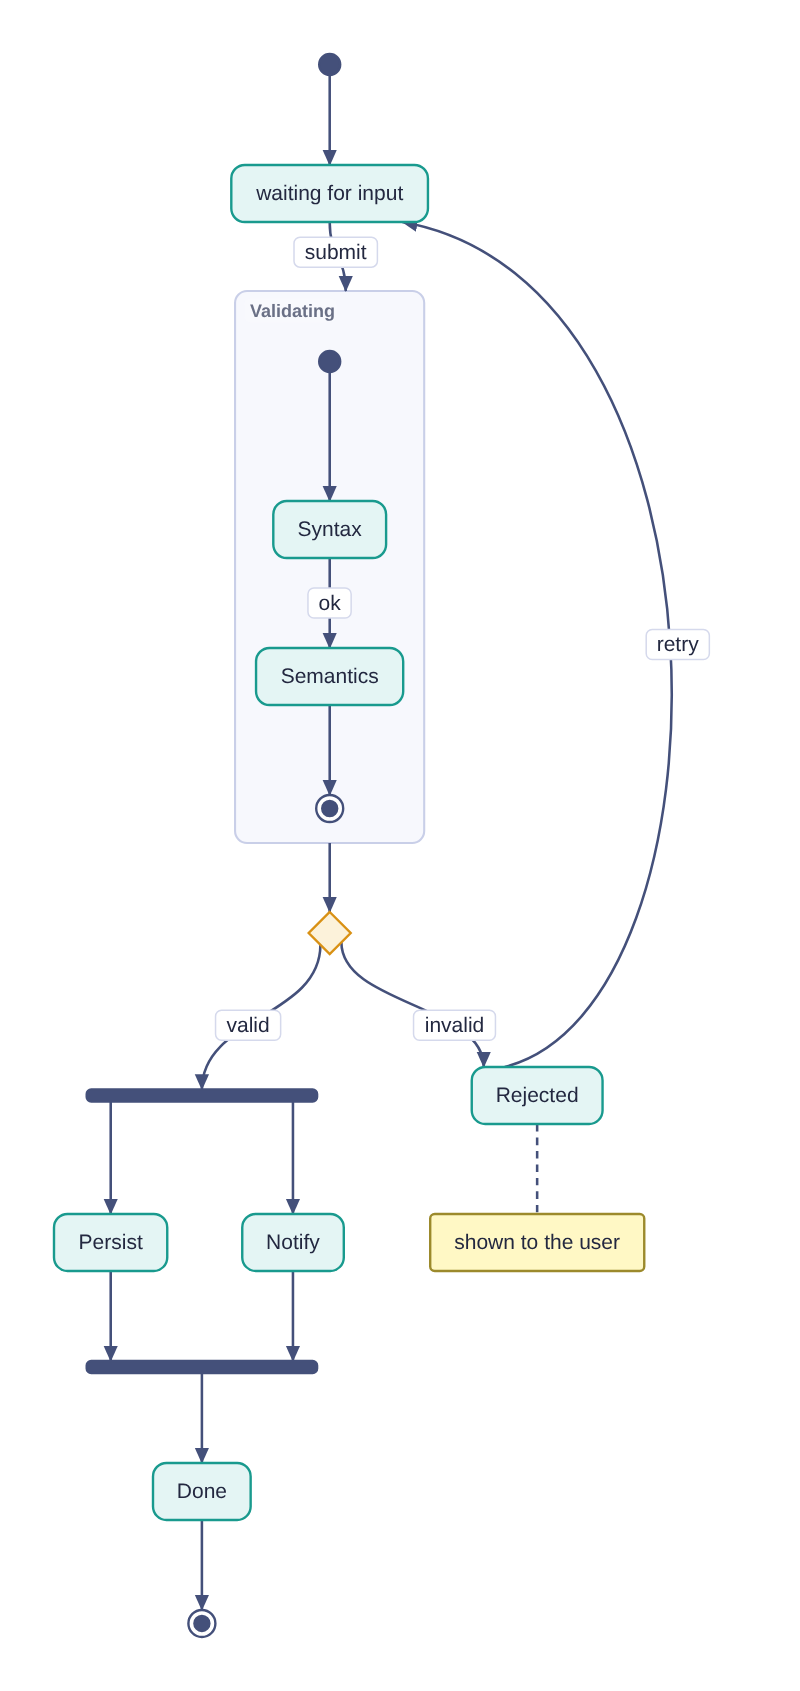 waiting for input
submit
Validating
Syntax
ok
Semantics
retry
valid
invalid
Rejected
Persist
Notify
shown to the user
Done